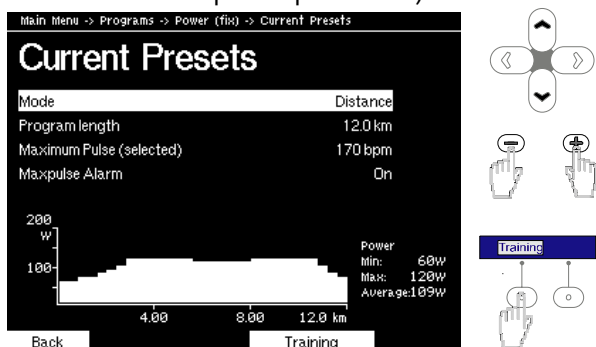 Main Menu -> Programs -> Power (fix) -> Current Presets
Current Presets
Mode Distance
Program length 12.0 km
Maximum Pulse (selected) 170 bpm
Maxpulse Alarm On
200
W
100-
Power
Min: 60W
Max: 120W
Average:109W
4.00 8.00 12.0 km
Back Training
Training